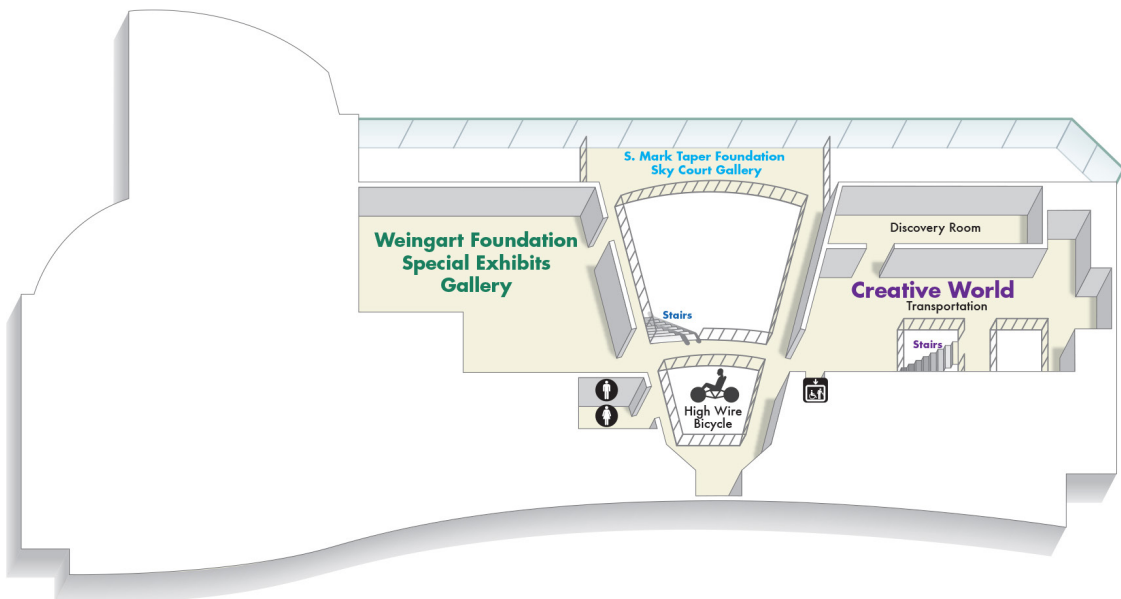 S. Mark Taper Foundation
Sky Court Gallery
Discovery Room
Weingart Foundation
Special Exhibits
Gallery
Creative World
Transportation
Stairs
Stairs
High Wire
Bicycle